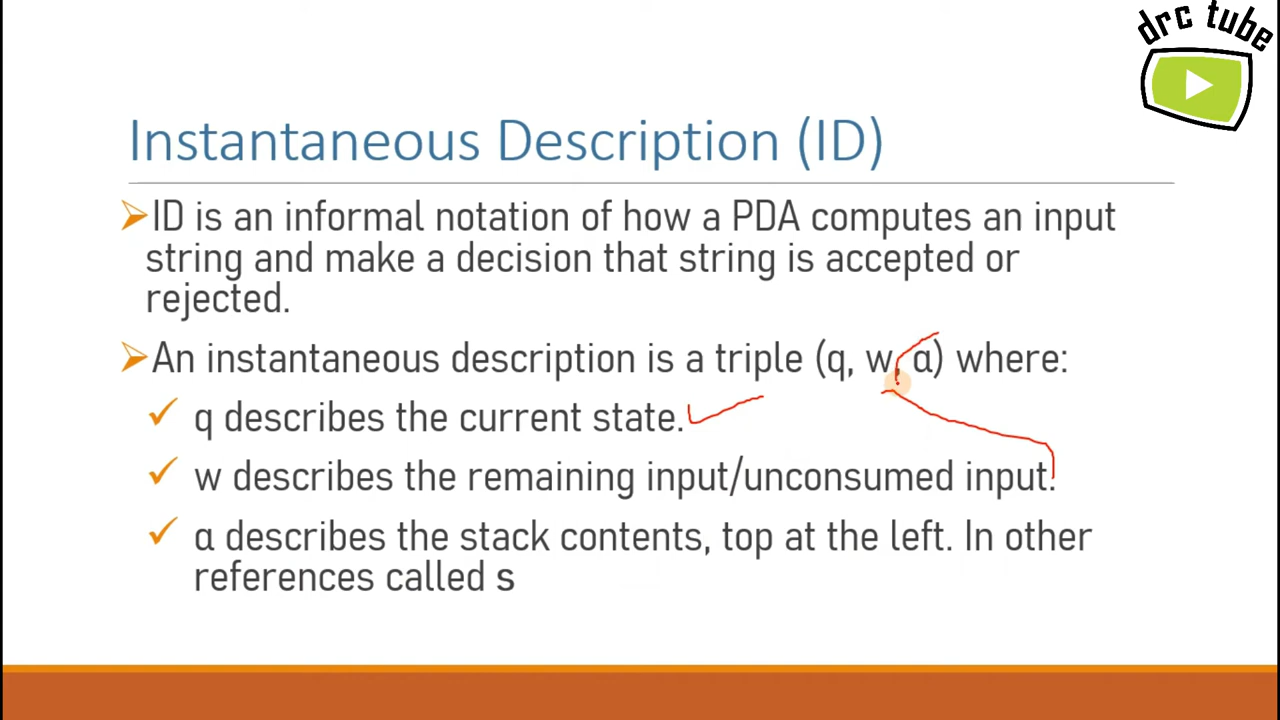 drc tube
Instantaneous Description (ID)
ID is an informal notation of how a PDA computes an input
string and make a decision that string is accepted or
rejected.
An instantaneous description is a triple (q, w, α) where:
q describes the current state.
w describes the remaining input/unconsumed input.
α describes the stack contents, top at the left. In other
references called s